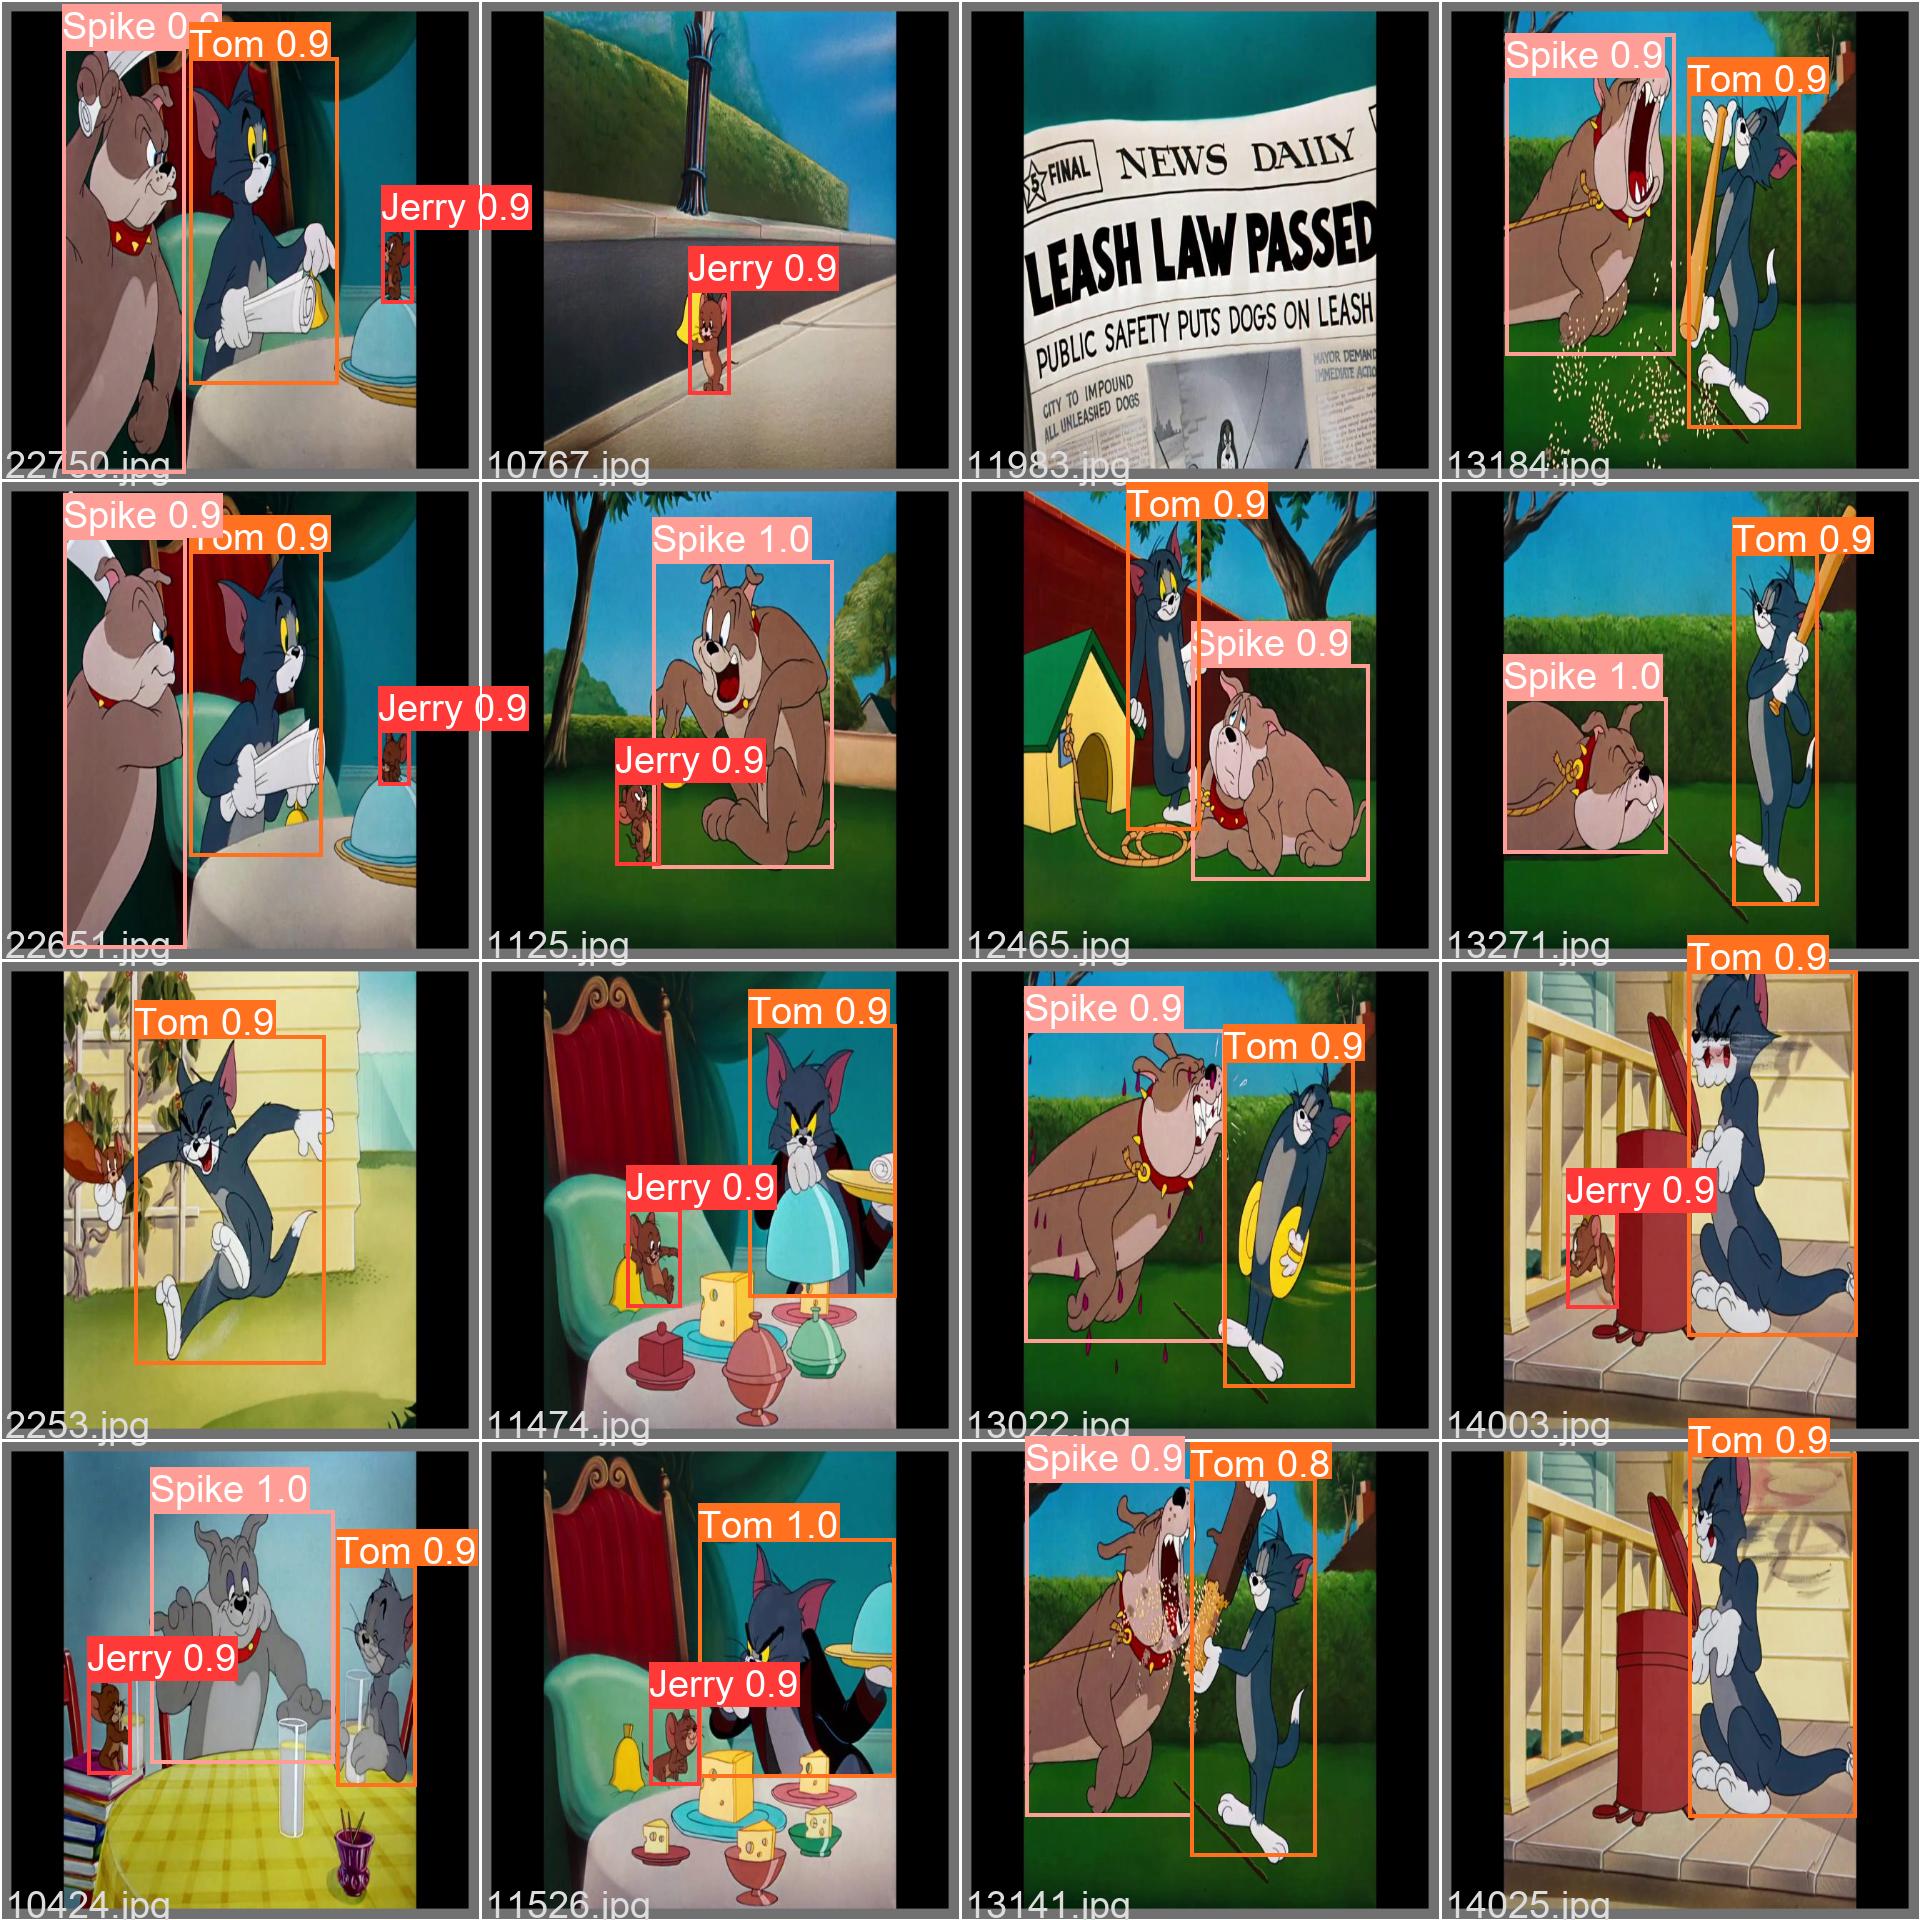 Spike 0.9
Tom 0.9
Jerry 0.9
22750.jpg
Jerry 0.9
10767.jpg
5 FINAL
NEWS DAILY
LEASH LAW PASSED
PUBLIC SAFETY PUTS DOGS ON LEASH
CITY TO IMPOUND
ALL UNLEASHED DOGS
MAYOR DEMAND
IMMEDIATE ACTIO
11983.jpg
Spike 0.9
Tom 0.9
13184.jpg
Spike 0.9
Tom 0.9
Jerry 0.9
22651.jpg
Spike 1.0
Jerry 0.9
1125.jpg
Tom 0.9
Spike 0.9
12465.jpg
Tom 0.9
Spike 1.0
13271.jpg
Tom 0.9
2253.jpg
Tom 0.9
Jerry 0.9
11474.jpg
Spike 0.9
Tom 0.9
13022.jpg
Tom 0.9
Jerry 0.9
14003.jpg
Spike 1.0
Tom 0.9
Jerry 0.9
10424.jpg
Tom 1.0
Jerry 0.9
11526.jpg
Spike 0.9
Tom 0.8
13141.jpg
Tom 0.9
14025.jpg